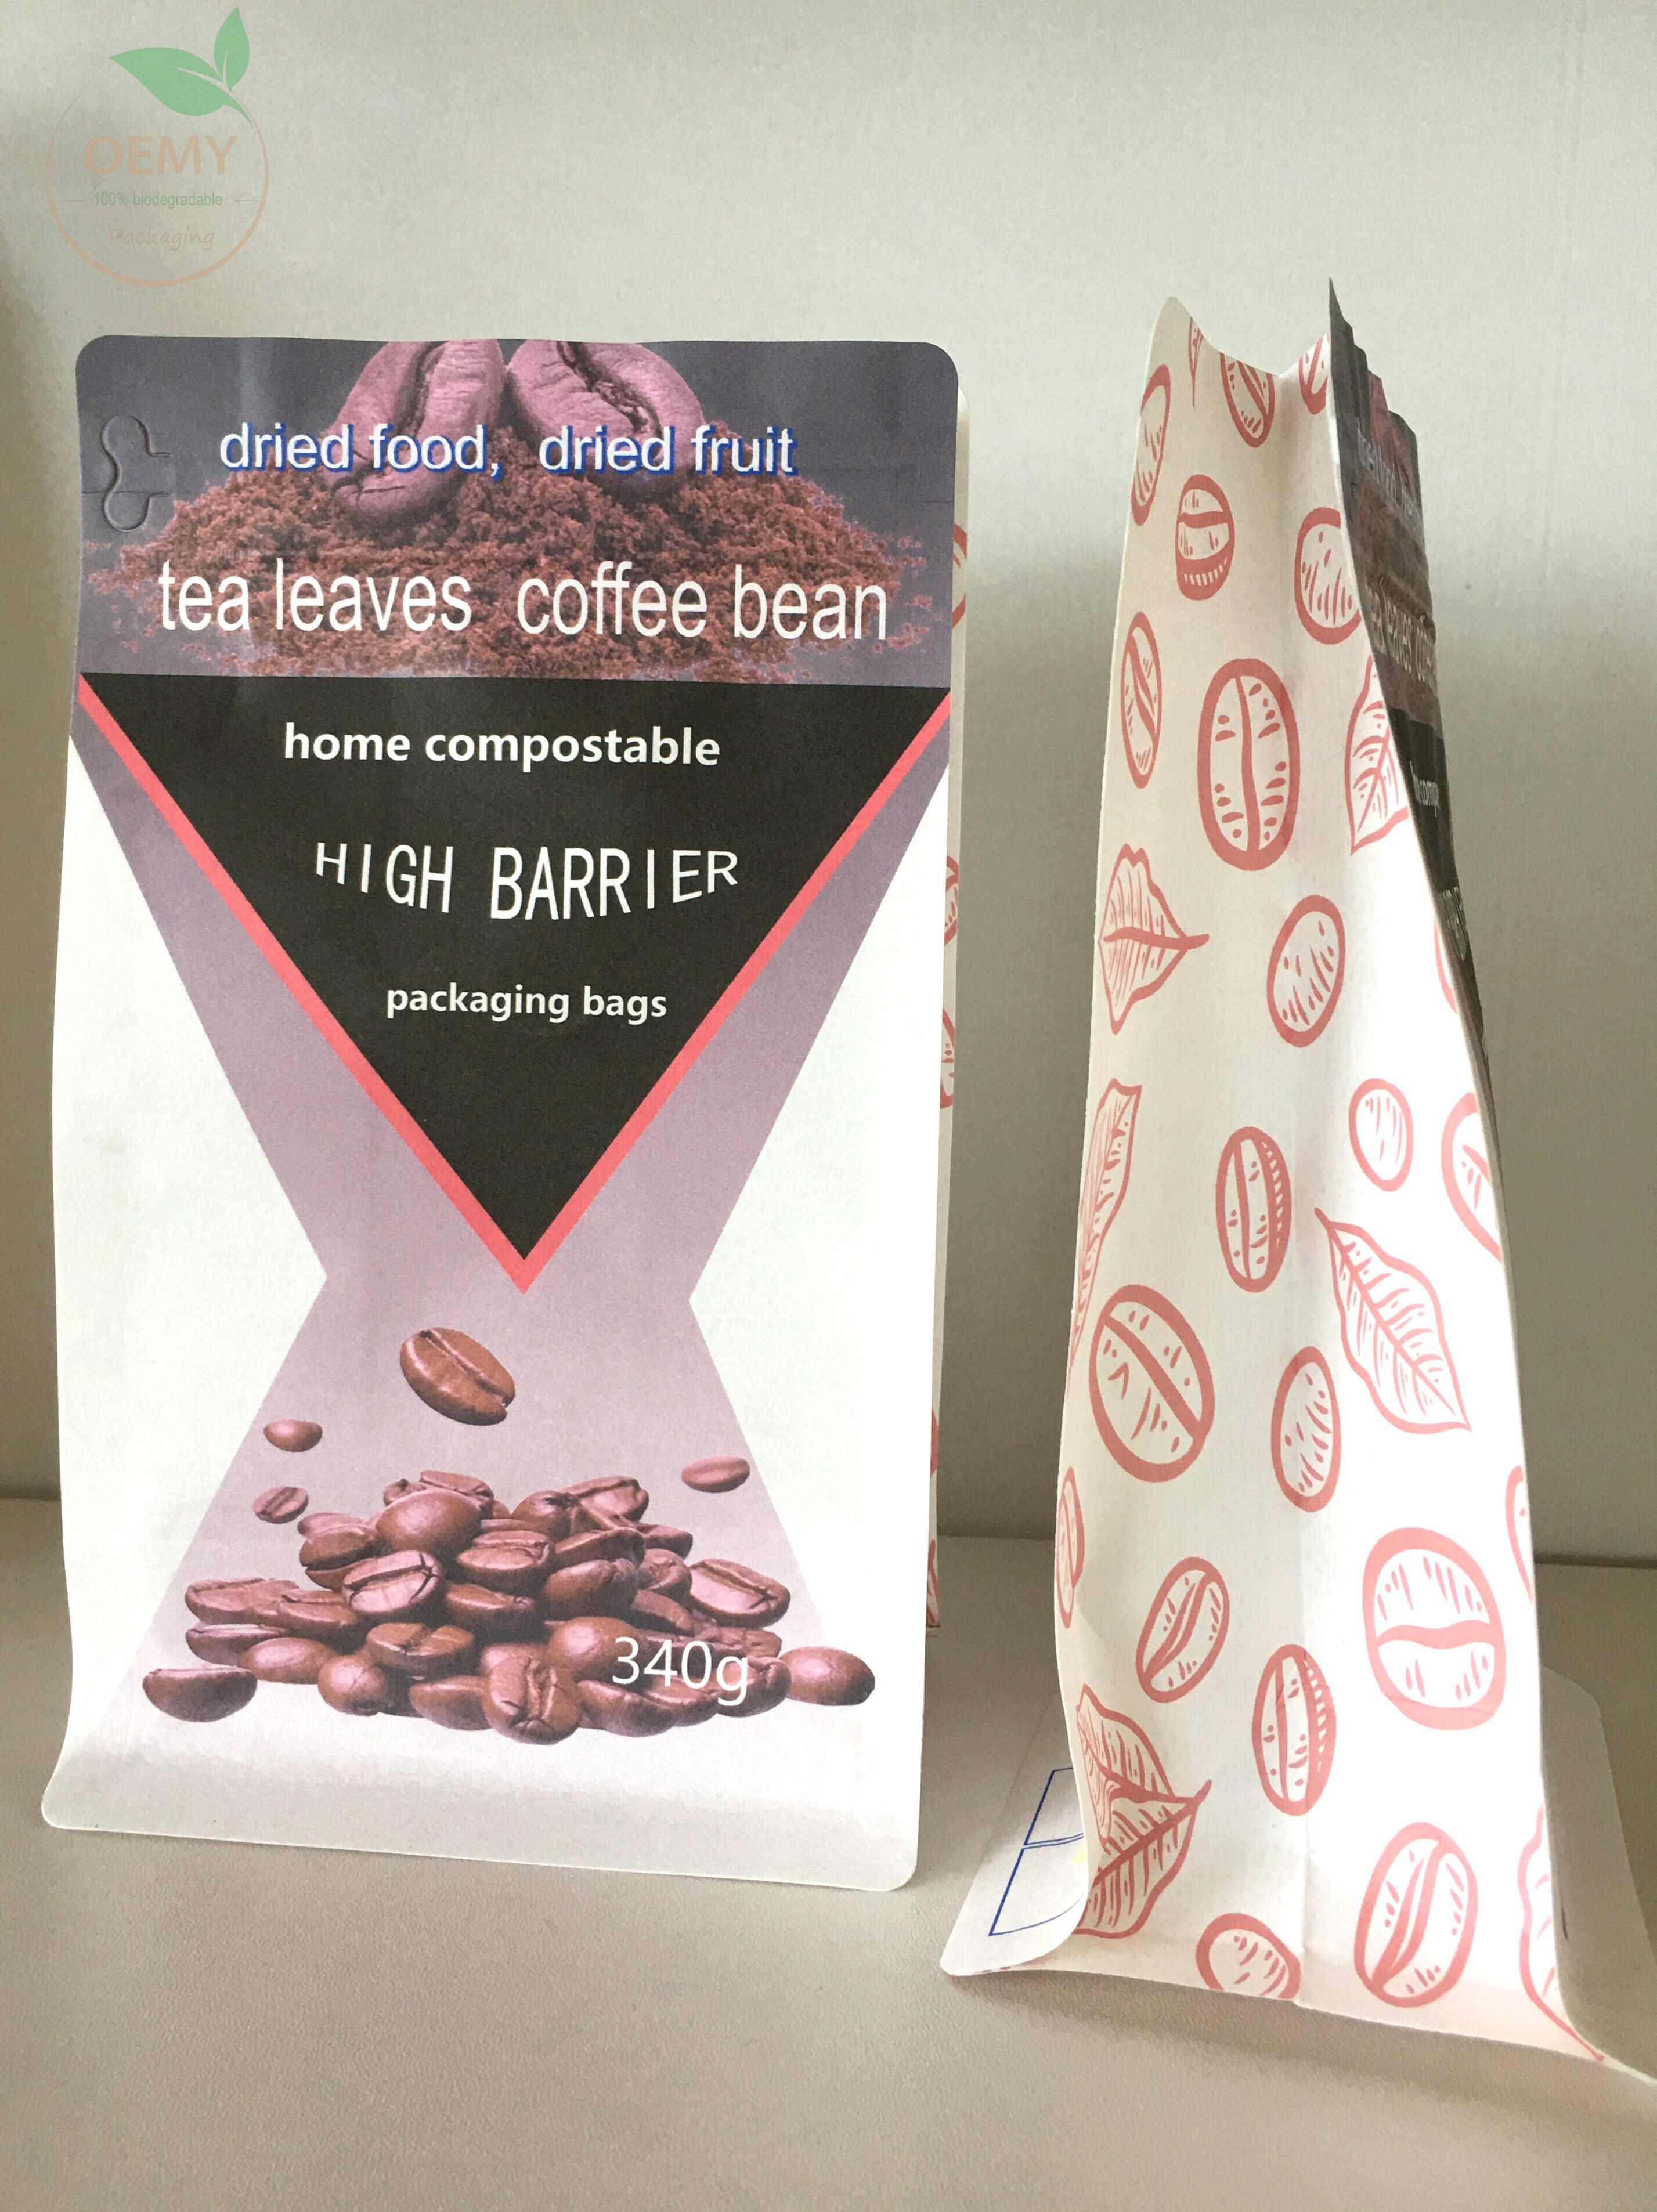 OEMY
100% biodegradable
Packaging
dried food, dried fruit
tea leaves coffee bean
home compostable
HIGH BARRIER
packaging bags
340g